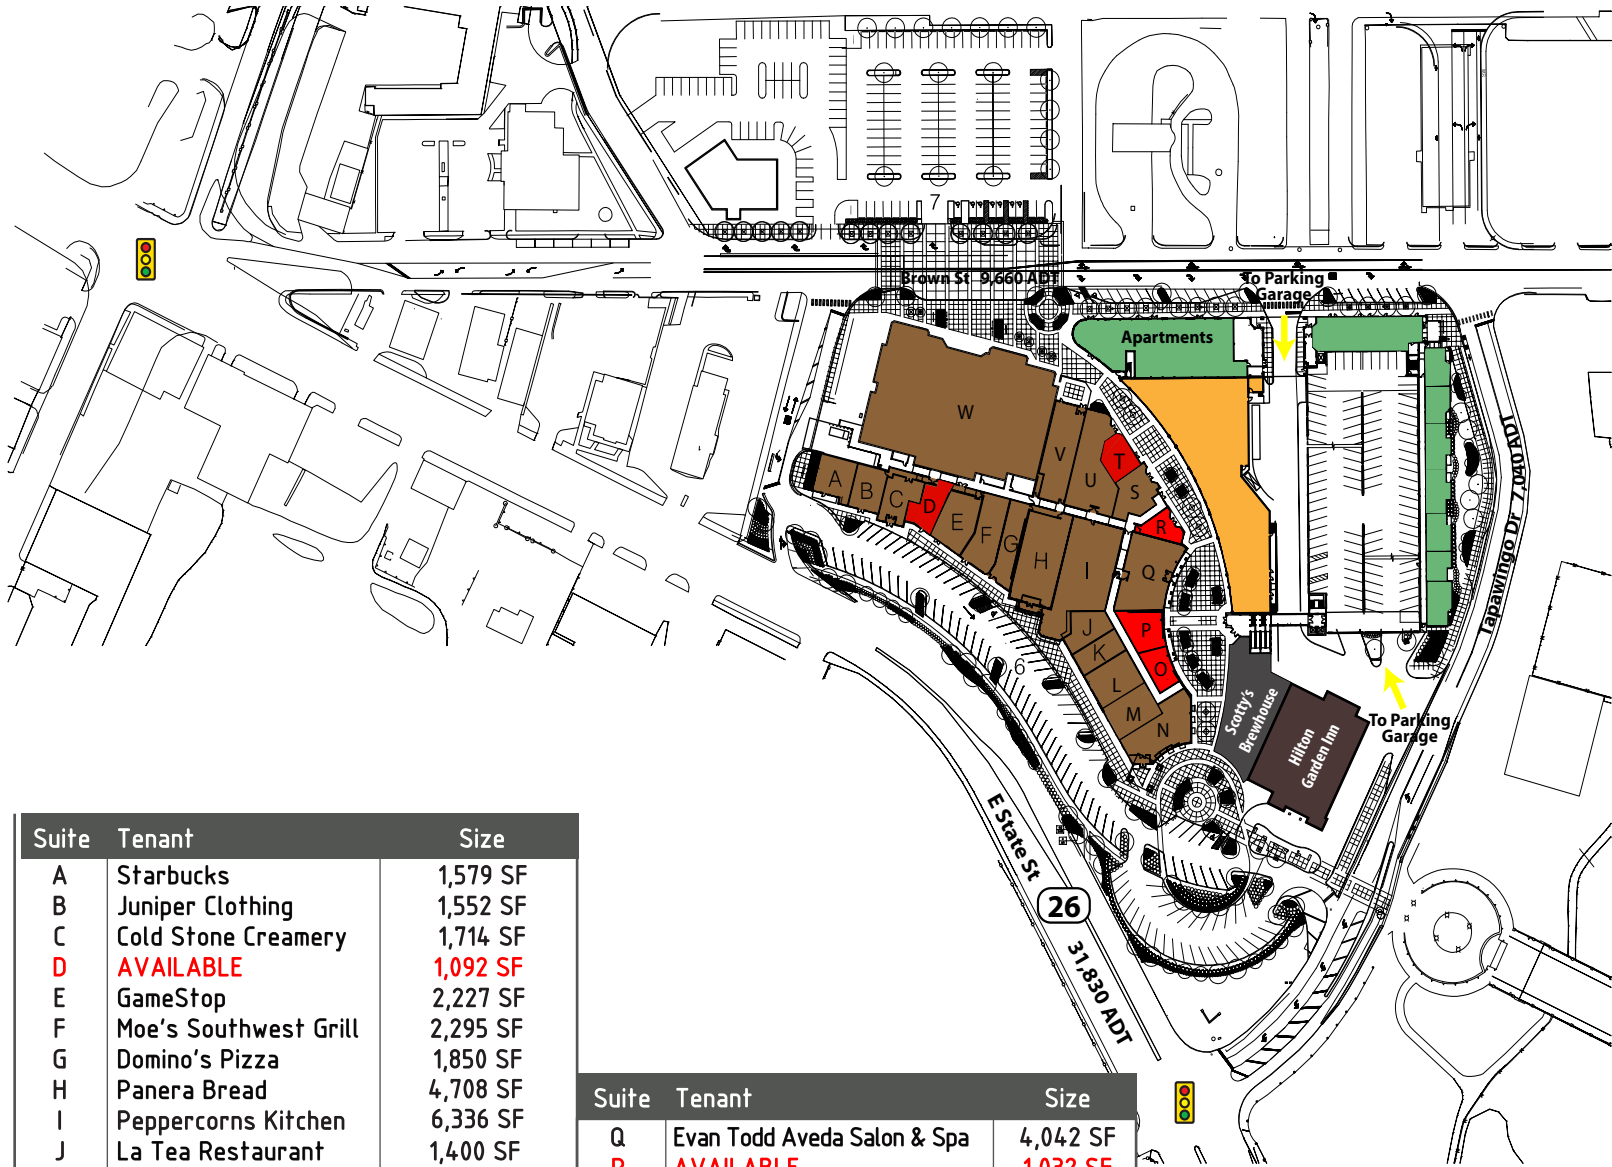 7
Brown St 9,660 ADT
To Parking
Garage
Apartments
W
V
U
T
S
R
Q
A
B
C
D
E
F
G
H
I
J
K
L
M
N
P
O
6
Tapawingo Dr 7,040 ADT
Scotty's
Brewhouse
Hilton
Garden Inn
To Parking
Garage
E State St
26
31,830 ADT
Suite Tenant Size
A Starbucks 1,579 SF
B Juniper Clothing 1,552 SF
C Cold Stone Creamery 1,714 SF
D AVAILABLE 1,092 SF
E GameStop 2,227 SF
F Moe's Southwest Grill 2,295 SF
G Domino's Pizza 1,850 SF
H Panera Bread 4,708 SF
I Peppercorns Kitchen 6,336 SF
J La Tea Restaurant 1,400 SF
Suite Tenant Size
Q Evan Todd Aveda Salon & Spa 4,042 SF
R AVAILABLE 1,032 SF